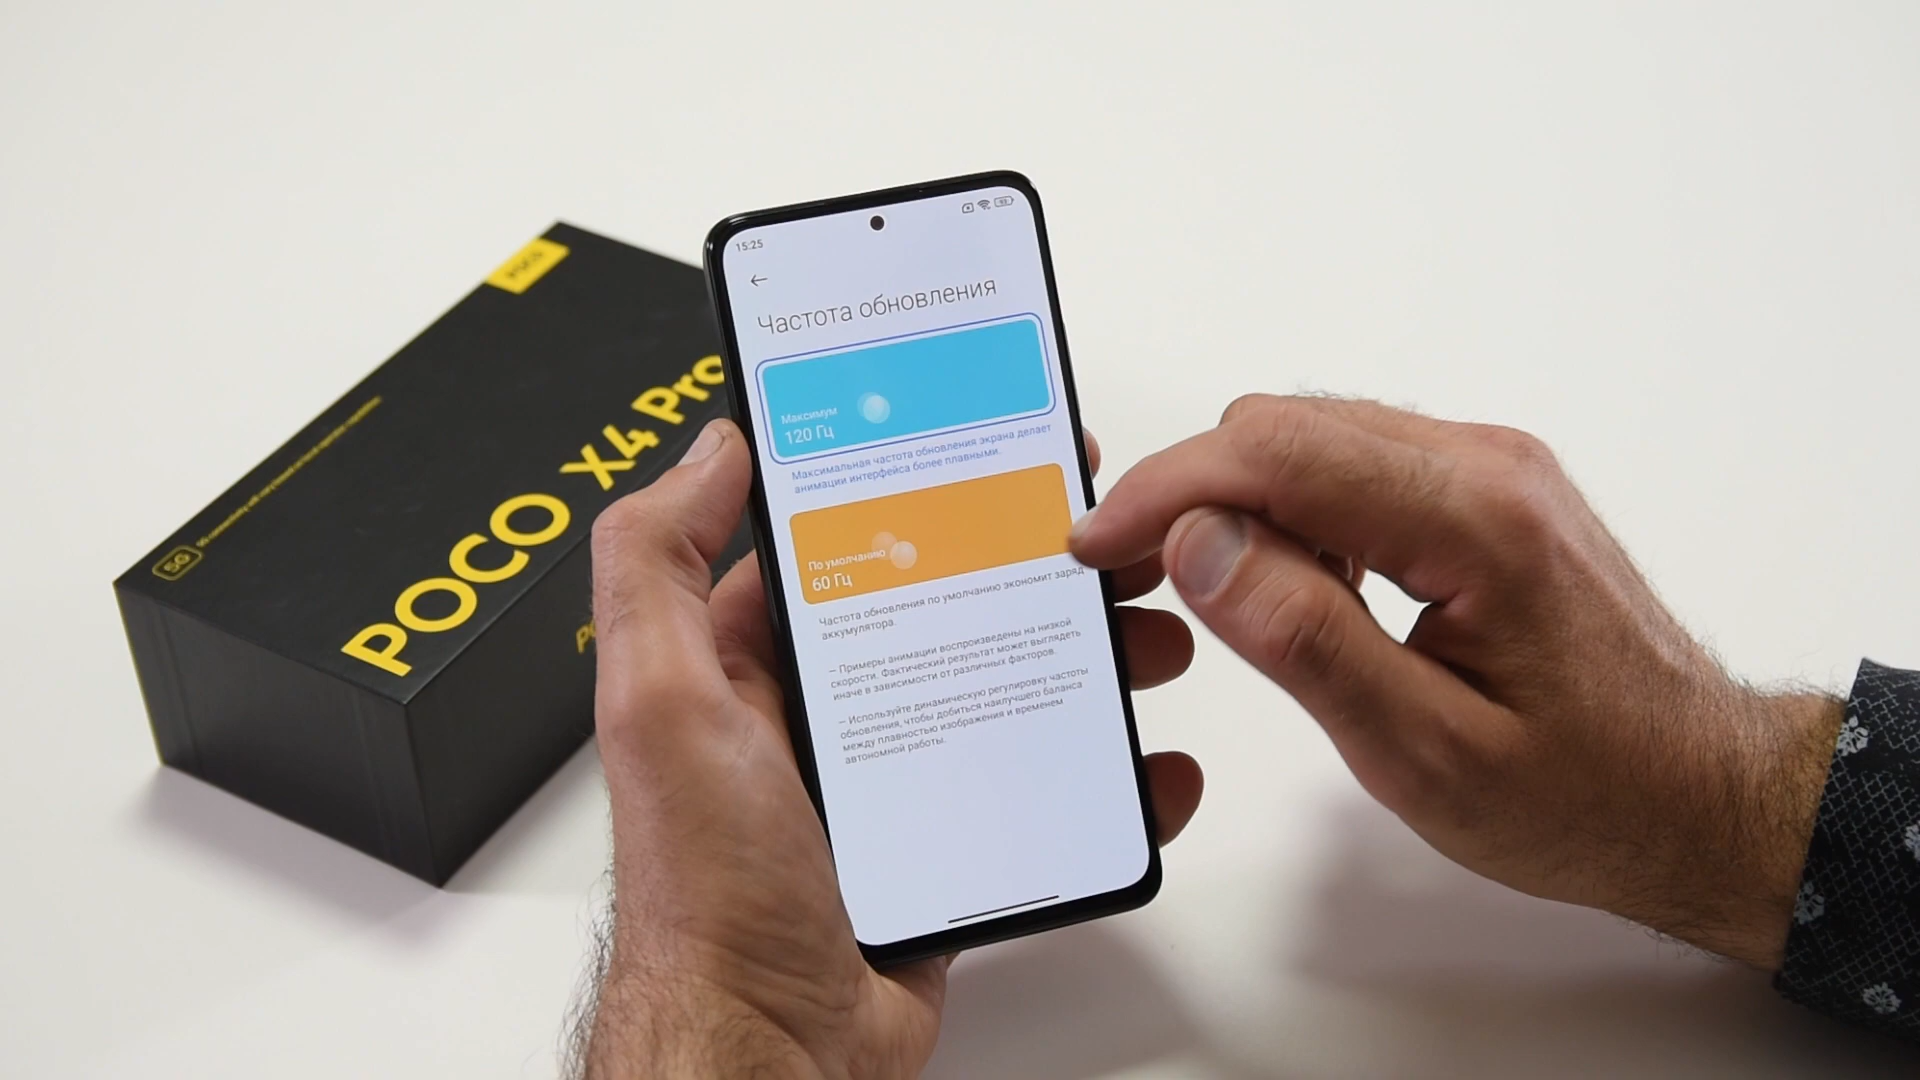 POCO
5G
POCO X4 Pro
15:25
Частота обновления
Максимум
120 Гц
Максимальная частота обновления экрана делает
анимации интерфейса более плавными.
По умолчанию
60 Гц
Частота обновления по умолчанию экономит заряд
аккумулятора.
— Примеры анимации воспроизведены на низкой
скорости. Фактический результат может выглядеть
иначе в зависимости от различных факторов.
— Используйте динамическую регулировку частоты
обновления, чтобы добиться наилучшего баланса
между плавностью изображения и временем
автономной работы.